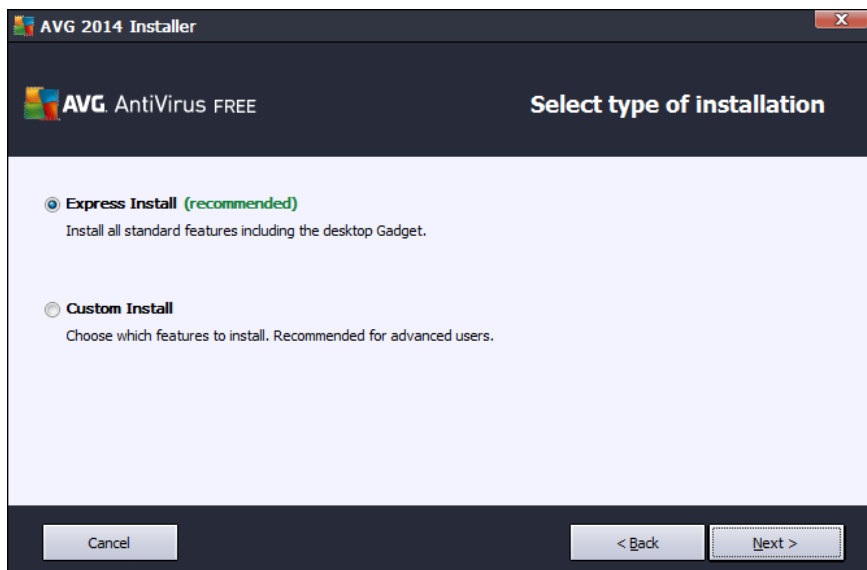 AVG 2014 Installer
AVG. AntiVirus FREE
Select type of installation
Express Install (recommended)
Install all standard features including the desktop Gadget.
Custom Install
Choose which features to install. Recommended for advanced users.
Cancel
< Back
Next >